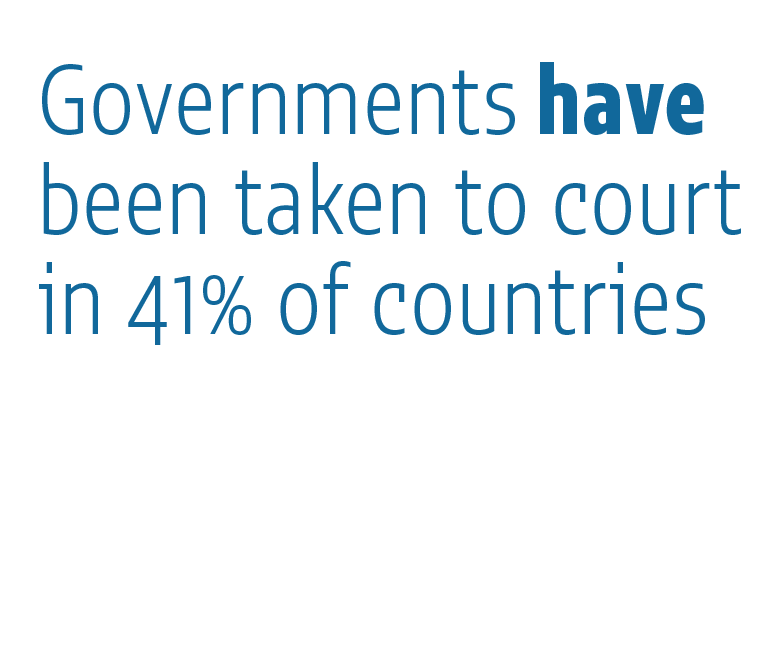 Governments have
been taken to court
in 41% of countries